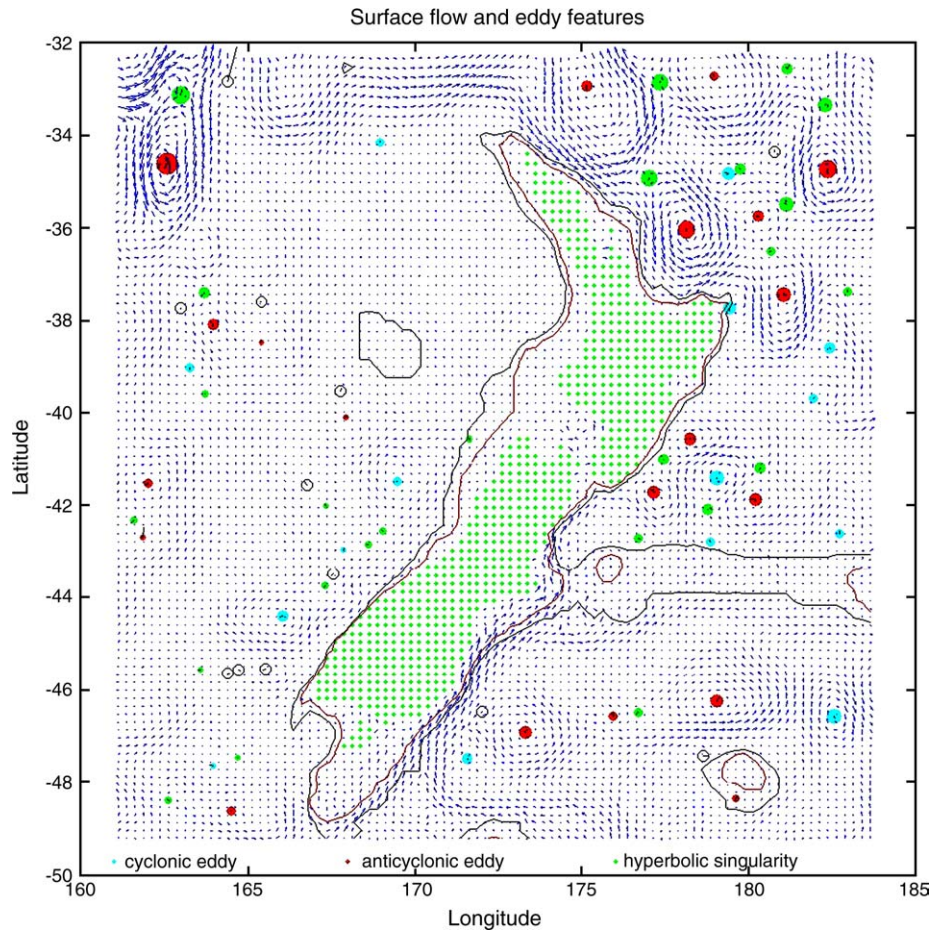 Surface flow and eddy features
-32
-34
-36
-38
-40
-42
-44
-46
-48
-50
Latitude
cyclonic eddy anticyclonic eddy hyperbolic singularity
160 165 170 175 180 185
Longitude